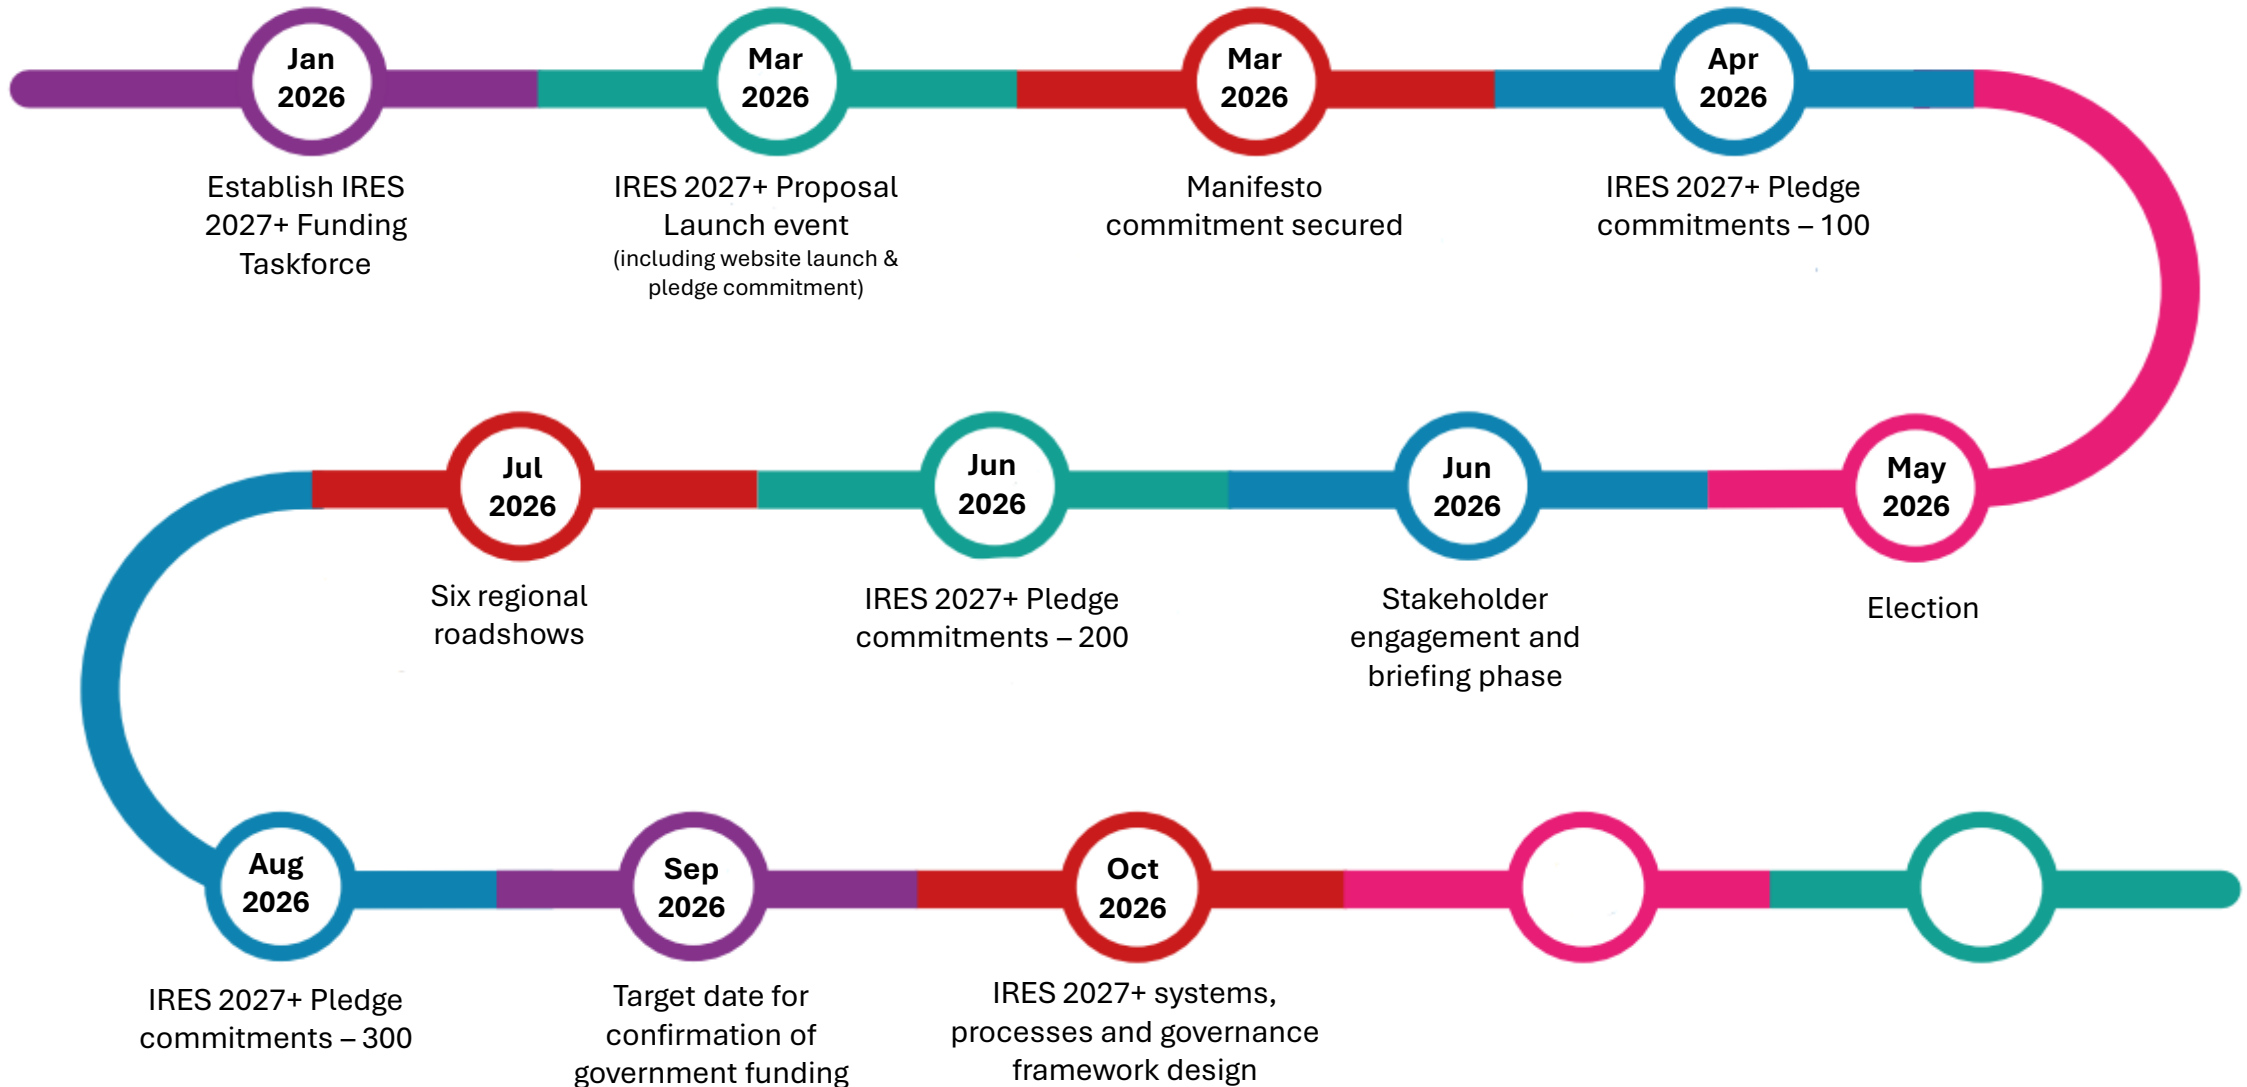 Jan
2026
Mar
2026
Mar
2026
Apr
2026
Establish IRES
2027+ Funding
Taskforce
IRES 2027+ Proposal
Launch event
(including website launch &
pledge commitment)
Manifesto
commitment secured
IRES 2027+ Pledge
commitments – 100
May
2026
Election
Jun
2026
Stakeholder
engagement and
briefing phase
Jun
2026
IRES 2027+ Pledge
commitments – 200
Jul
2026
Six regional
roadshows
Aug
2026
IRES 2027+ Pledge
commitments – 300
Sep
2026
Target date for
confirmation of
government funding
Oct
2026
IRES 2027+ systems,
processes and governance
framework design